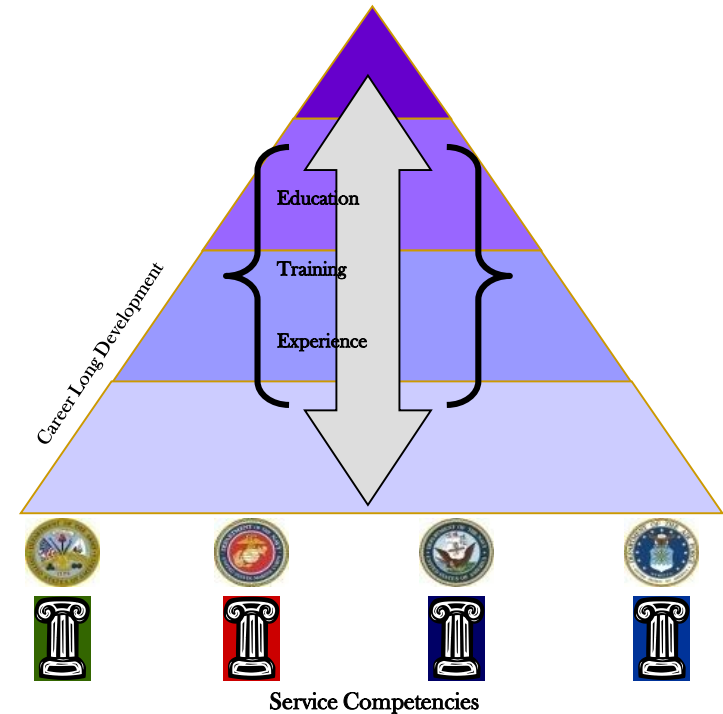 Education
Training
Experience
Career Long Development
Service Competencies